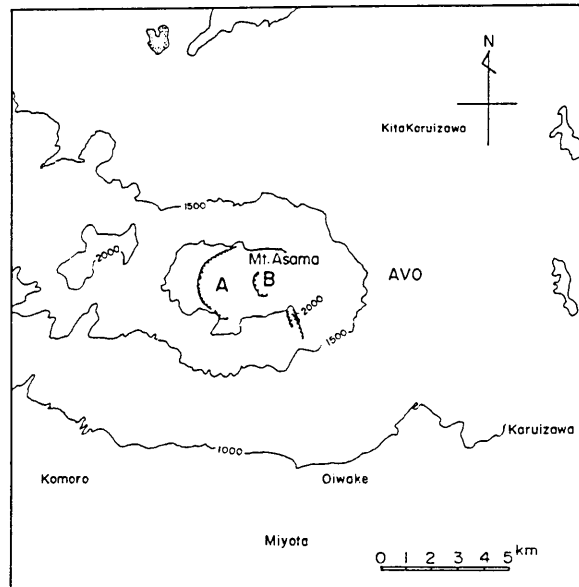 N
KitaKaruizawa
1500
2000
Mt. Asama
A B
AVO
2000
1500
Karuizawa
1000
Komoro
Oiwake
Miyota
0 1 2 3 4 5 km